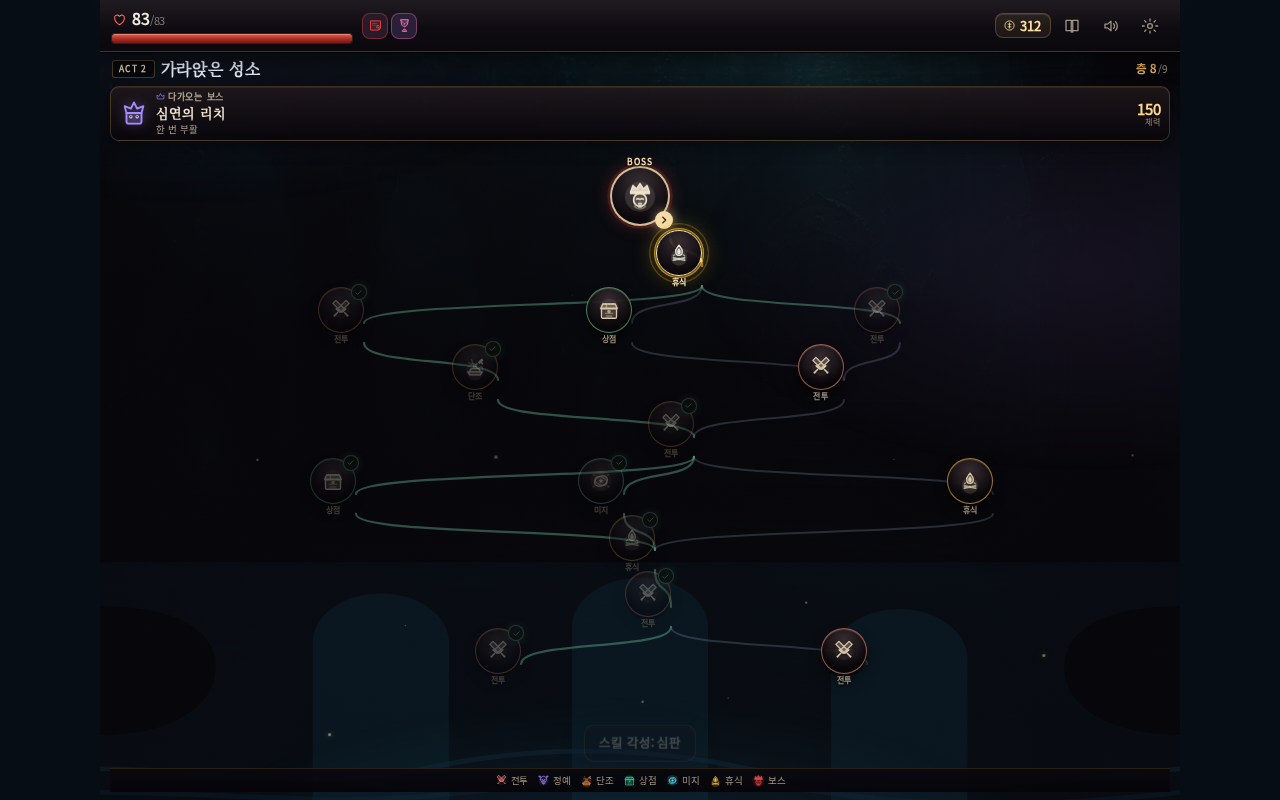 83/83
312
ACT 2 가라앉은 성소
층 8/9
다가오는 보스
심연의 리치
한 번 부활
150
체력
BOSS
휴식
전투
상점
전투
단조
전투
전투
상점
미지
휴식
휴식
전투
전투
전투
스킬 각성: 심판
전투 정예 단조 상점 미지 휴식 보스